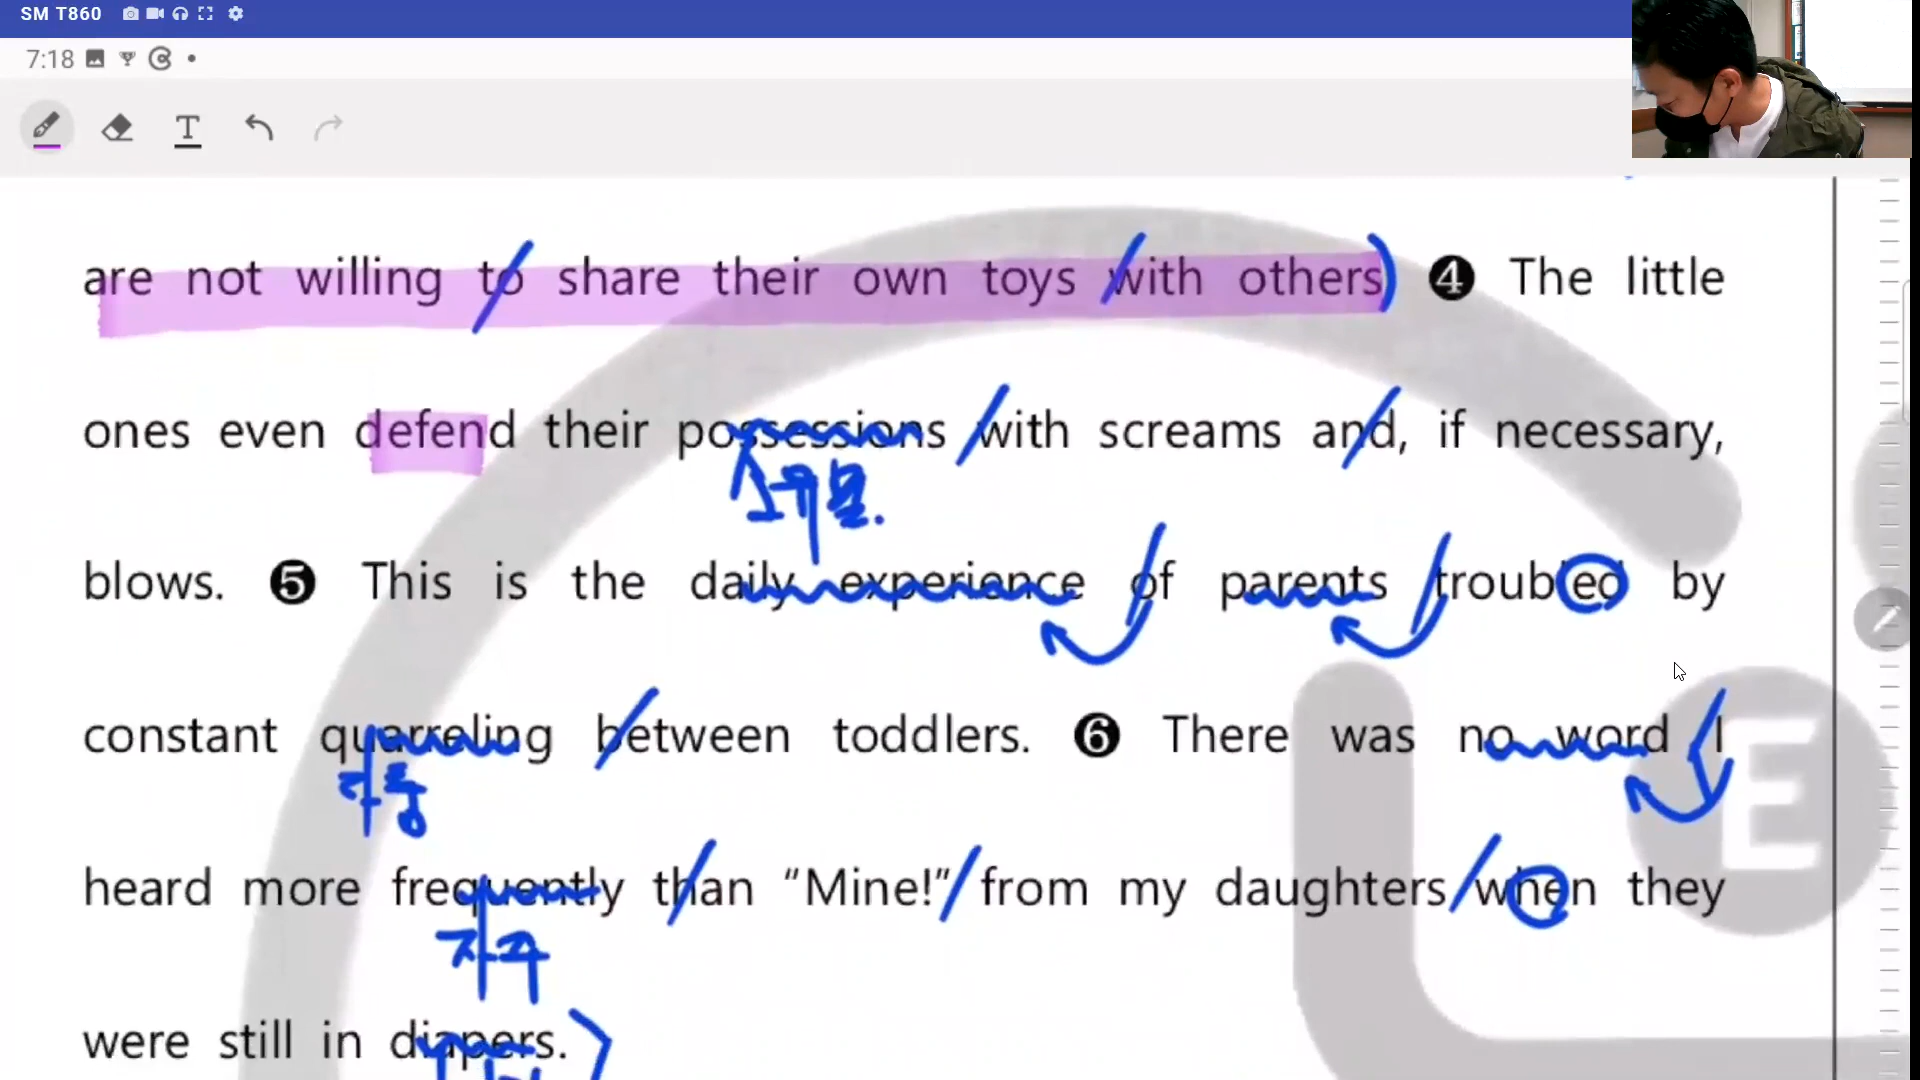 SM T860
7:18
T
are not willing to share their own toys with others) ❹ The little
ones even defend their possessions with screams and, if necessary,
소유물.
blows. ❺ This is the daily experience of parents troubled by
constant quarreling between toddlers. ❻ There was no word I
다툼
heard more frequently than “Mine!” from my daughters when they
자주
were still in diapers.
E